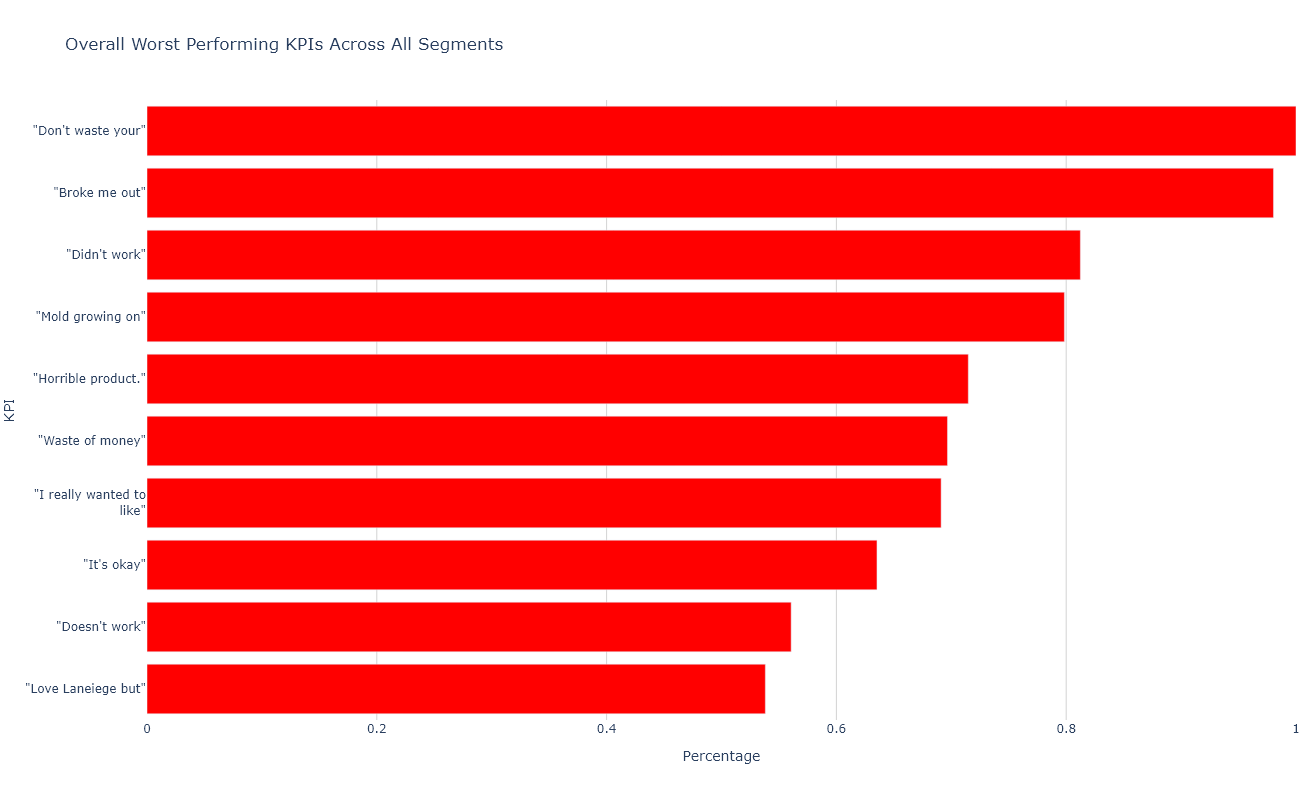 Overall Worst Performing KPIs Across All Segments
"Don't waste your"
"Broke me out"
"Didn't work"
"Mold growing on"
"Horrible product."
"Waste of money"
"I really wanted to
like"
"It's okay"
"Doesn't work"
"Love Laneiege but"
KPI
0 0.2 0.4 0.6 0.8 1
Percentage